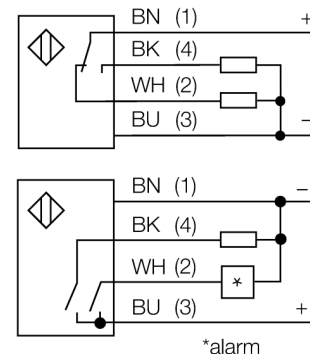 BN (1) +
BK (4)
WH (2)
BU (3) −
BN (1) −
BK (4)
WH (2)
*
BU (3) +
*alarm